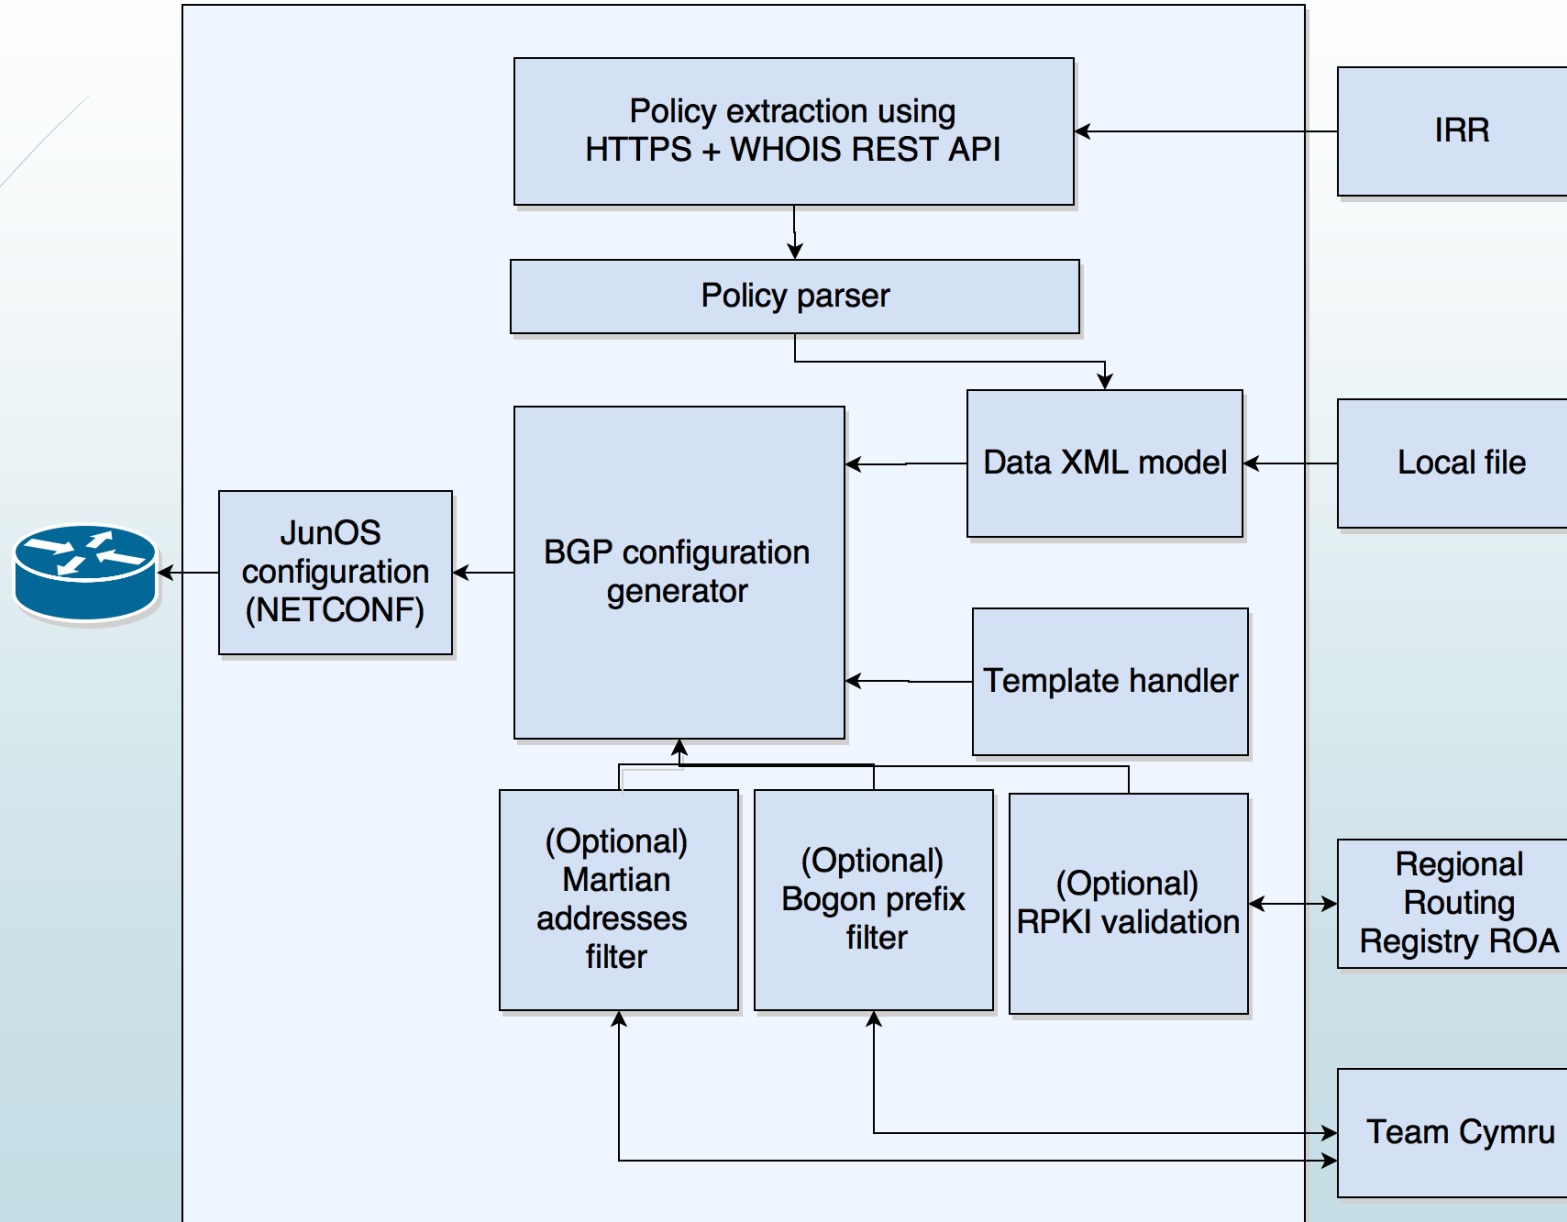 Policy extraction using
HTTPS + WHOIS REST API
IRR
Policy parser
Data XML model
Local file
JunOS
configuration
(NETCONF)
BGP configuration
generator
Template handler
(Optional)
Martian
addresses
filter
(Optional)
Bogon prefix
filter
(Optional)
RPKI validation
Regional
Routing
Registry ROA
Team Cymru